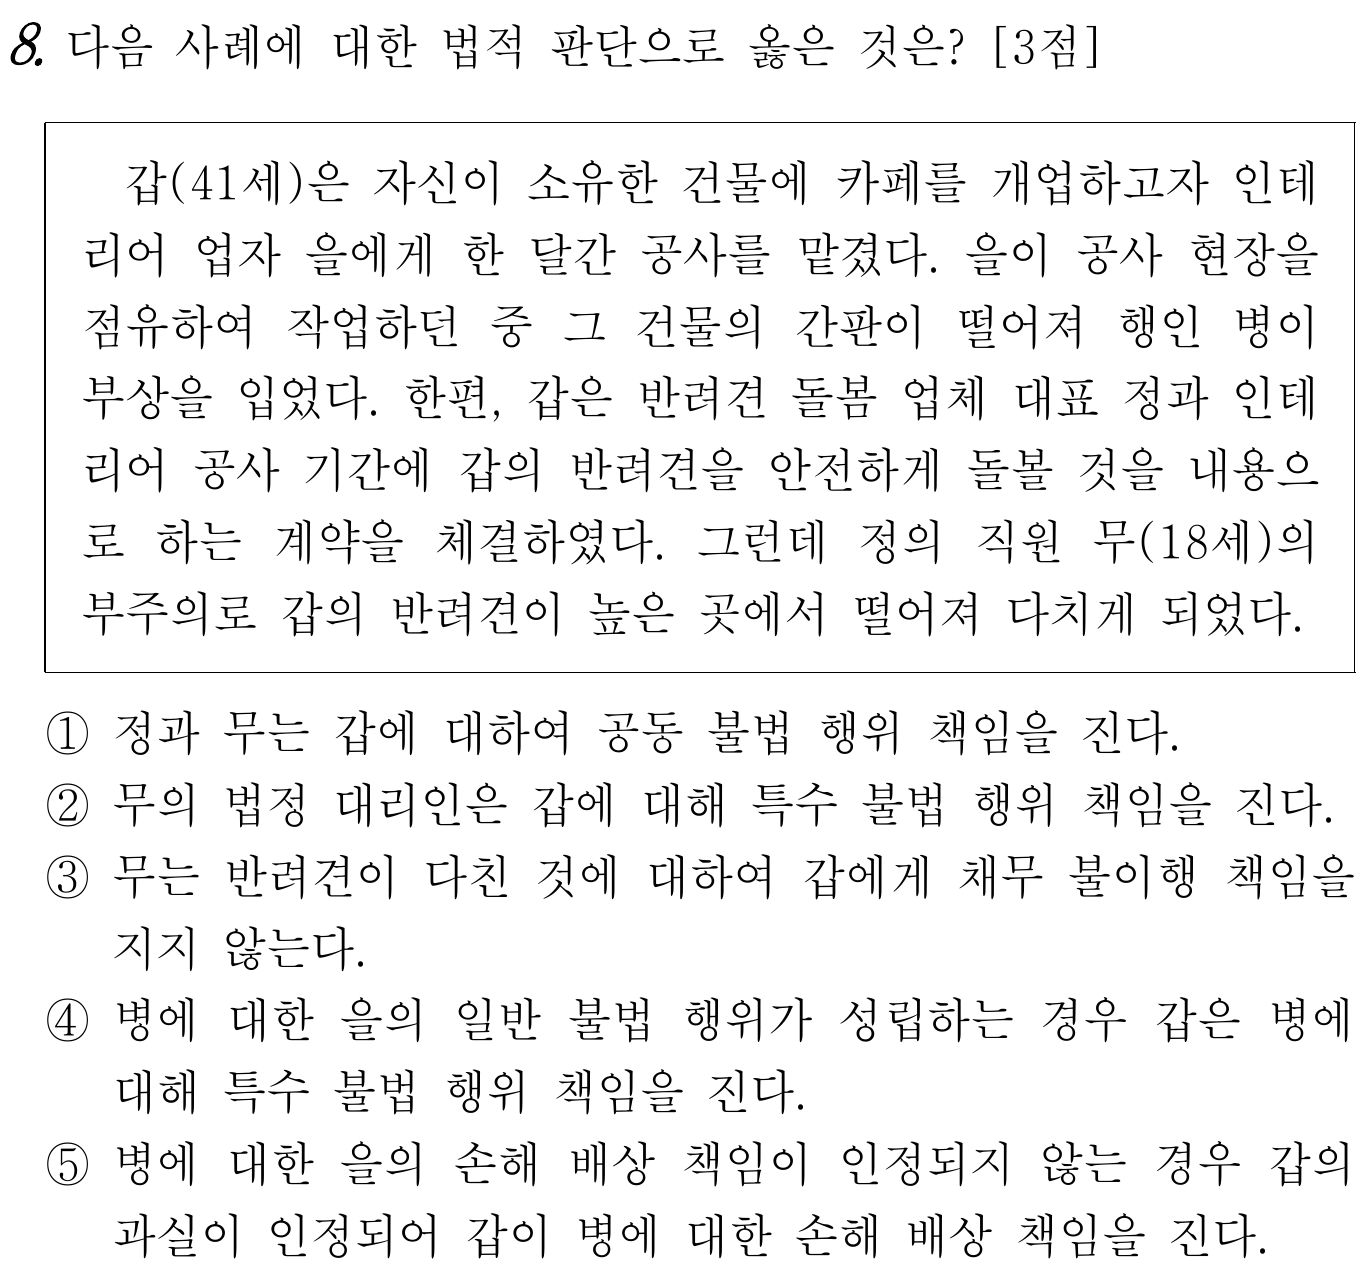 8. 다음 사례에 대한 법적 판단으로 옳은 것은? [3점]
갑(41세)은 자신이 소유한 건물에 카페를 개업하고자 인테
리어 업자 을에게 한 달간 공사를 맡겼다. 을이 공사 현장을
점유하여 작업하던 중 그 건물의 간판이 떨어져 행인 병이
부상을 입었다. 한편, 갑은 반려견 돌봄 업체 대표 정과 인테
리어 공사 기간에 갑의 반려견을 안전하게 돌볼 것을 내용으
로 하는 계약을 체결하였다. 그런데 정의 직원 무(18세)의
부주의로 갑의 반려견이 높은 곳에서 떨어져 다치게 되었다.
① 정과 무는 갑에 대하여 공동 불법 행위 책임을 진다.
② 무의 법정 대리인은 갑에 대해 특수 불법 행위 책임을 진다.
③ 무는 반려견이 다친 것에 대하여 갑에게 채무 불이행 책임을
지지 않는다.
④ 병에 대한 을의 일반 불법 행위가 성립하는 경우 갑은 병에
대해 특수 불법 행위 책임을 진다.
⑤ 병에 대한 을의 손해 배상 책임이 인정되지 않는 경우 갑의
과실이 인정되어 갑이 병에 대한 손해 배상 책임을 진다.